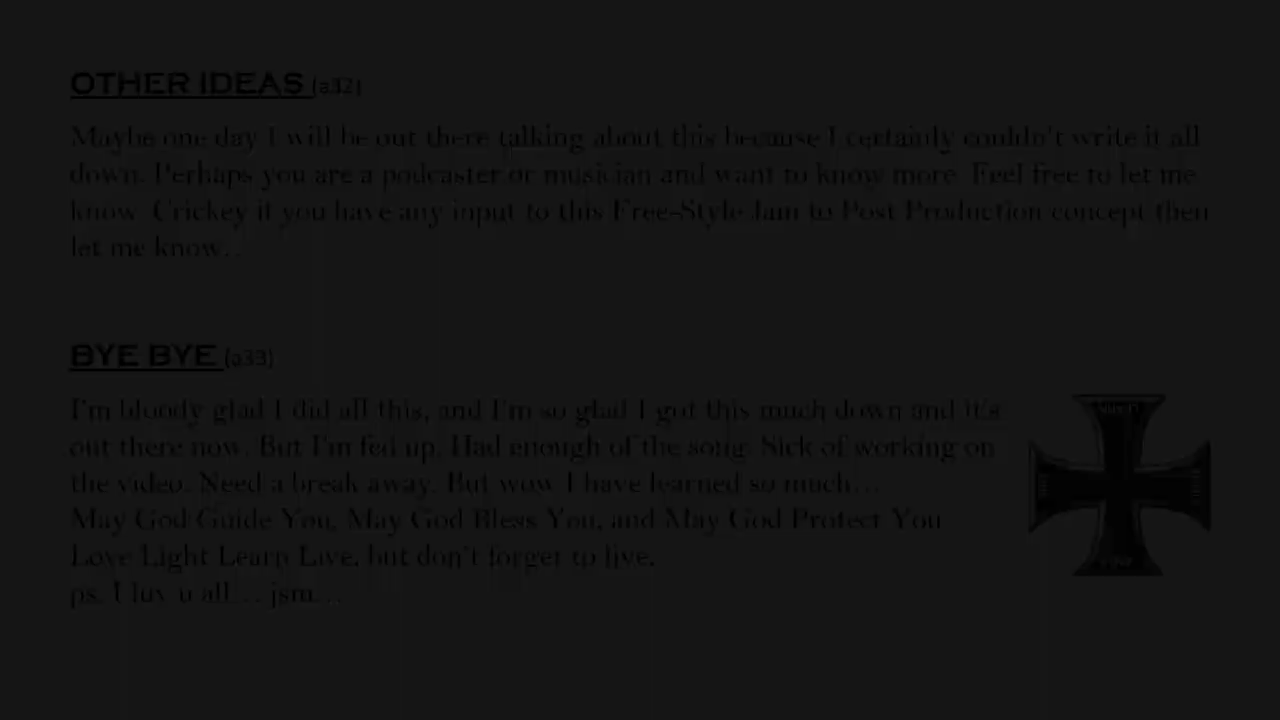 OTHER IDEAS (a32)
Maybe one day I will be out there talking about this because I certainly couldn't write it all
down. Perhaps you are a podcaster or musician and want to know more. Feel free to let me
know. Crickey if you have any input to this Free-Style Jam to Post Production concept then
let me know..
BYE BYE (a33)
I'm bloody glad I did all this, and I'm so glad I got this much down and it's
out there now. But I'm fed up. Had enough of the song. Sick of working on
the video. Need a break away. But wow I have learned so much...
May God Guide You, May God Bless You, and May God Protect You
Love Light Learn Live, but don't forget to live.
ps. I luv u all... jsm...